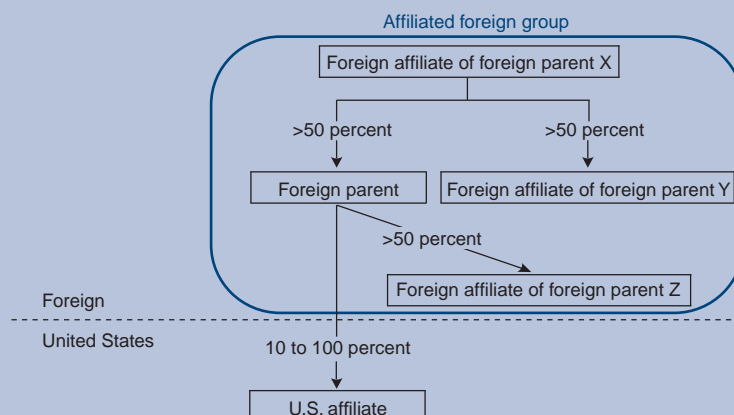 Affiliated foreign group
Foreign affiliate of foreign parent X
>50 percent
>50 percent
Foreign parent
Foreign affiliate of foreign parent Y
>50 percent
Foreign affiliate of foreign parent Z
Foreign
United States
10 to 100 percent
U.S. affiliate